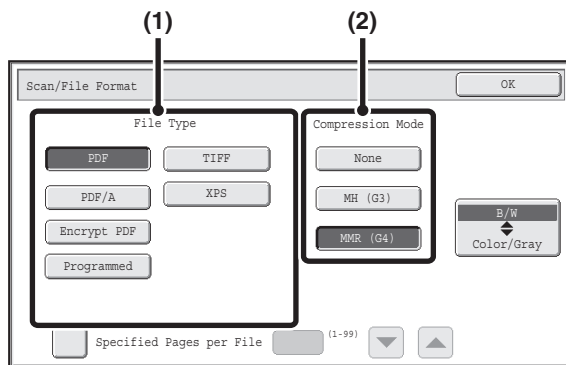 (1) (2)
Scan/File Format OK
File Type Compression Mode
PDF TIFF None
PDF/A XPS MH (G3)
Encrypt PDF MMR (G4)
Programmed
B/W
Color/Gray
Specified Pages per File (1-99)